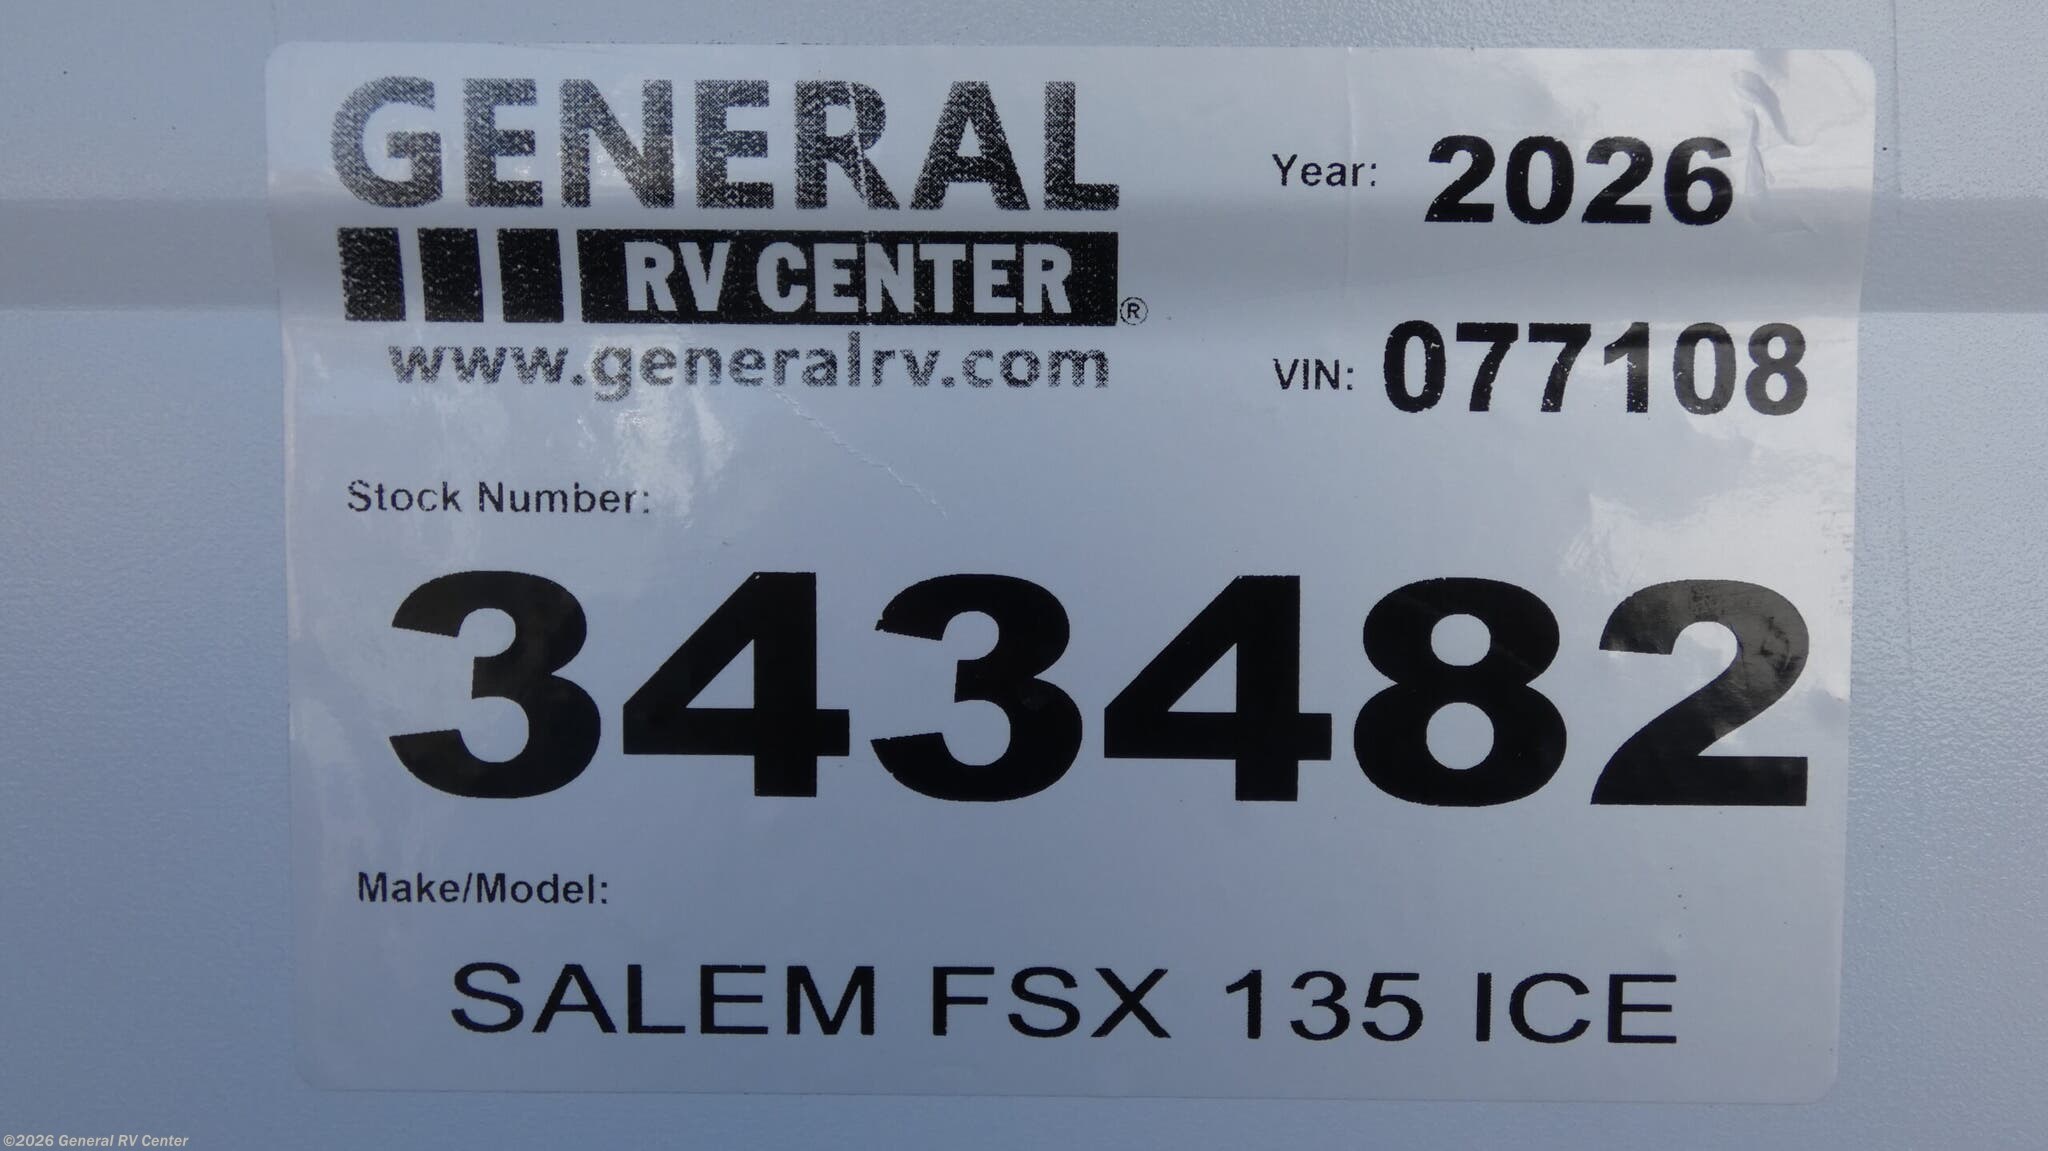 GENERAL
RV CENTER®
www.generalrv.com
Year: 2026
VIN: 077108
Stock Number:
343482
Make/Model:
SALEM FSX 135 ICE
©2026 General RV Center